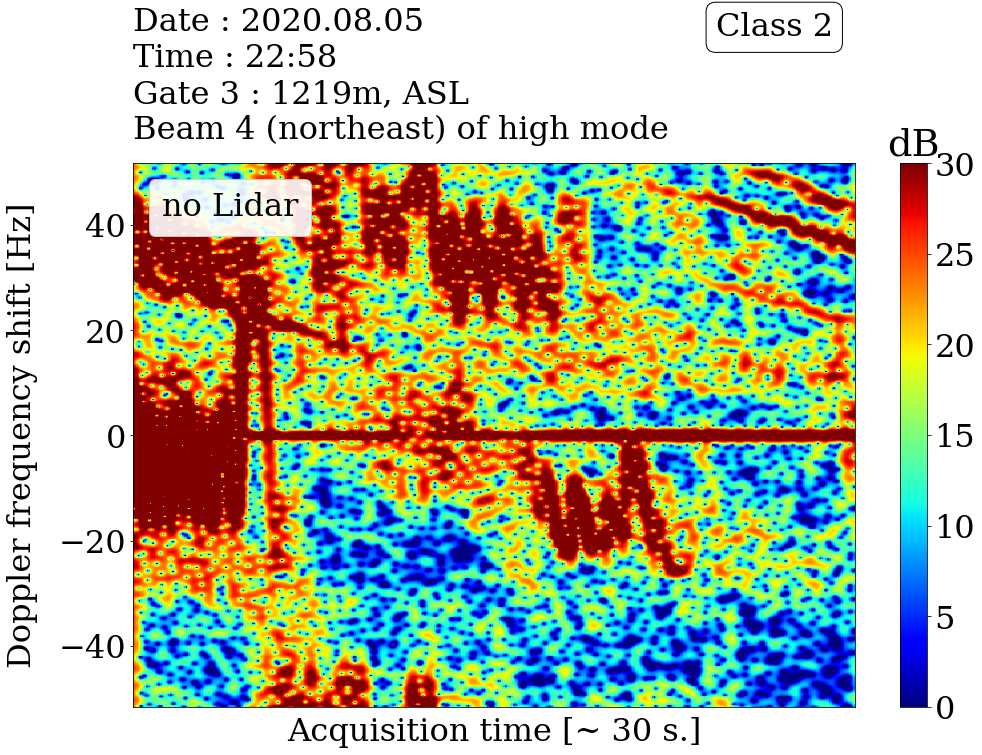 Date : 2020.08.05
Time : 22:58
Gate 3 : 1219m, ASL
Beam 4 (northeast) of high mode
Class 2
dB
no Lidar
Doppler frequency shift [Hz]
40
20
0
−20
−40
Acquisition time [~ 30 s.]
30
25
20
15
10
5
0